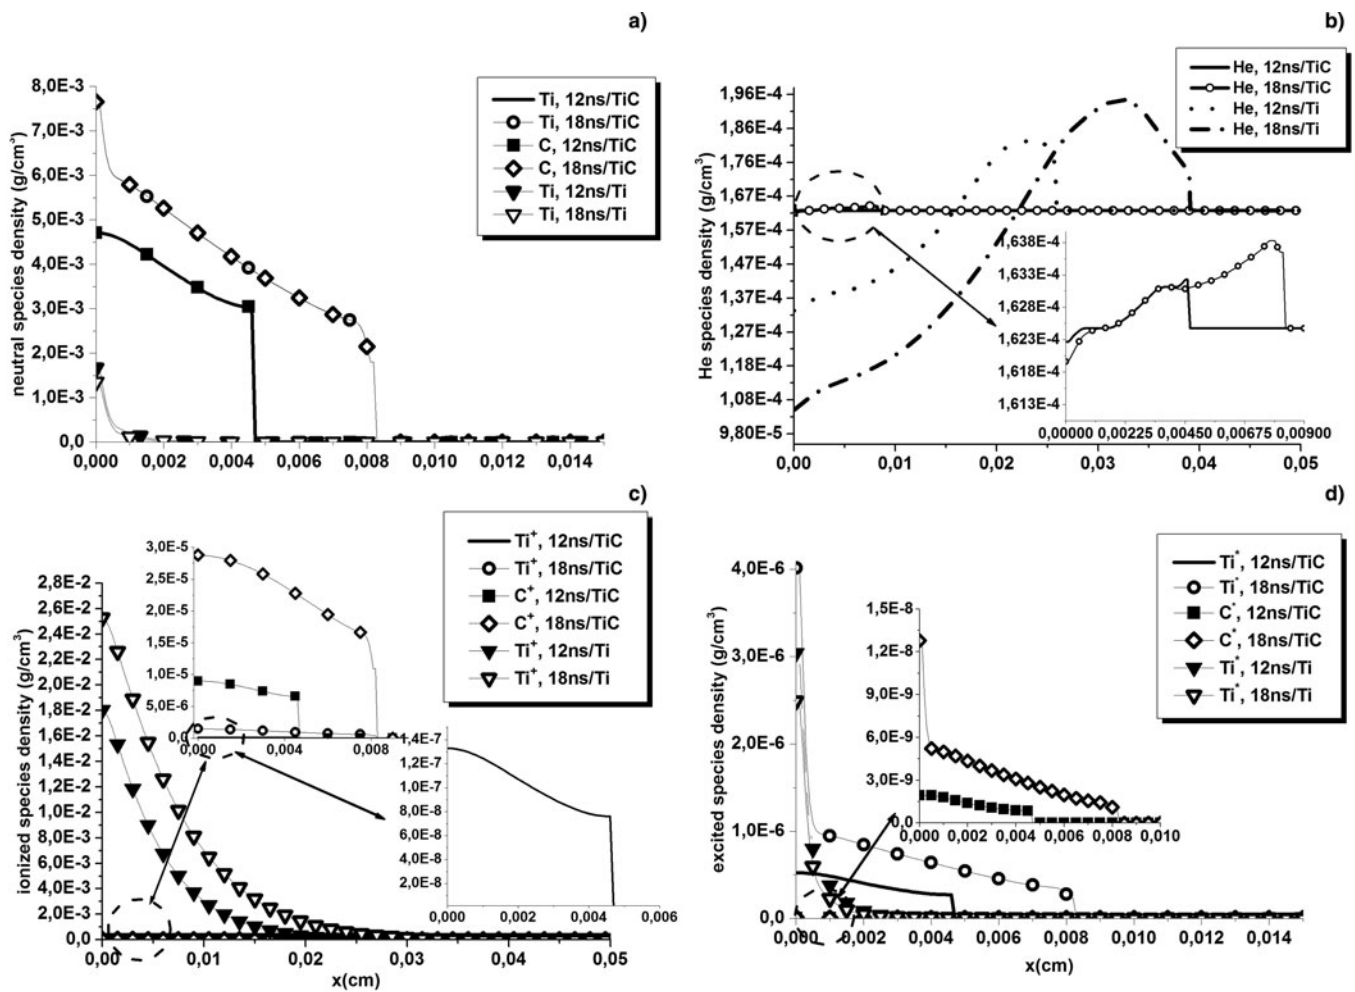 a)
8,0E-3
7,0E-3
6,0E-3
5,0E-3
4,0E-3
3,0E-3
2,0E-3
1,0E-3
0,0
neutral species density (g/cm³)
0,000 0,002 0,004 0,006 0,008 0,010 0,012 0,014
Ti, 12ns/TiC
Ti, 18ns/TiC
C, 12ns/TiC
C, 18ns/TiC
Ti, 12ns/Ti
Ti, 18ns/Ti
b)
1,96E-4
1,86E-4
1,76E-4
1,67E-4
1,57E-4
1,47E-4
1,37E-4
1,27E-4
1,18E-4
1,08E-4
9,80E-5
He species density (g/cm³)
0,00 0,01 0,02 0,03 0,04 0,05
He, 12ns/TiC
He, 18ns/TiC
He, 12ns/Ti
He, 18ns/Ti
1,638E-4
1,633E-4
1,628E-4
1,623E-4
1,618E-4
1,613E-4
0,00000 0,00225 0,00450 0,00675 0,00900
c)
2,8E-2
2,6E-2
2,4E-2
2,2E-2
2,0E-2
1,8E-2
1,6E-2
1,4E-2
1,2E-2
1,0E-2
8,0E-3
6,0E-3
4,0E-3
2,0E-3
0,0
ionized species density (g/cm³)
0,00 0,01 0,02 0,03 0,04 0,05
x(cm)
Ti⁺, 12ns/TiC
Ti⁺, 18ns/TiC
C⁺, 12ns/TiC
C⁺, 18ns/TiC
Ti⁺, 12ns/Ti
Ti⁺, 18ns/Ti
3,0E-5
2,5E-5
2,0E-5
1,5E-5
1,0E-5
5,0E-6
0,0
0,000 0,004 0,008
1,4E-7
1,2E-7
1,0E-7
8,0E-8
6,0E-8
4,0E-8
2,0E-8
0,000 0,002 0,004 0,006
d)
4,0E-6
3,0E-6
2,0E-6
1,0E-6
0,0
excited species density (g/cm³)
0,000 0,002 0,004 0,006 0,008 0,010 0,012 0,014
x(cm)
Ti*, 12ns/TiC
Ti*, 18ns/TiC
C*, 12ns/TiC
C*, 18ns/TiC
Ti*, 12ns/Ti
Ti*, 18ns/Ti
1,5E-8
1,2E-8
9,0E-9
6,0E-9
3,0E-9
0,0
0,000 0,002 0,004 0,006 0,008 0,010